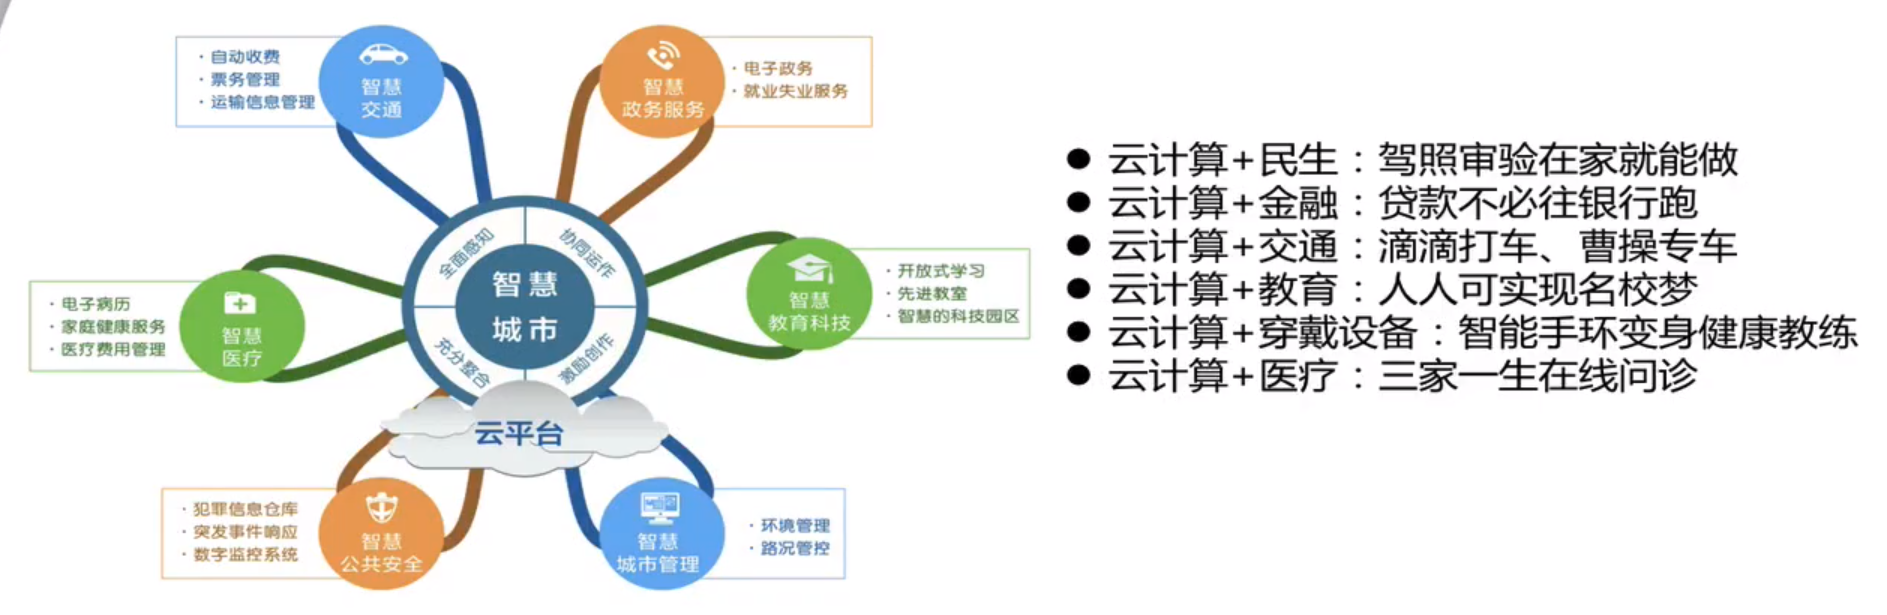 · 自动收费
· 票务管理
· 运输信息管理
智慧
交通
智慧
政务服务
· 电子政务
· 就业失业服务
· 电子病历
· 家庭健康服务
· 医疗费用管理
智慧
医疗
全面感知
协同运作
智慧
城市
充分整合
激励创作
云平台
智慧
教育科技
· 开放式学习
· 先进教室
· 智慧的科技园区
· 犯罪信息仓库
· 突发事件响应
· 数字监控系统
智慧
公共安全
智慧
城市管理
· 环境管理
· 路况管控
● 云计算+民生：驾照审验在家就能做
● 云计算+金融：贷款不必往银行跑
● 云计算+交通：滴滴打车、曹操专车
● 云计算+教育：人人可实现名校梦
● 云计算+穿戴设备：智能手环变身健康教练
● 云计算+医疗：三家一生在线问诊